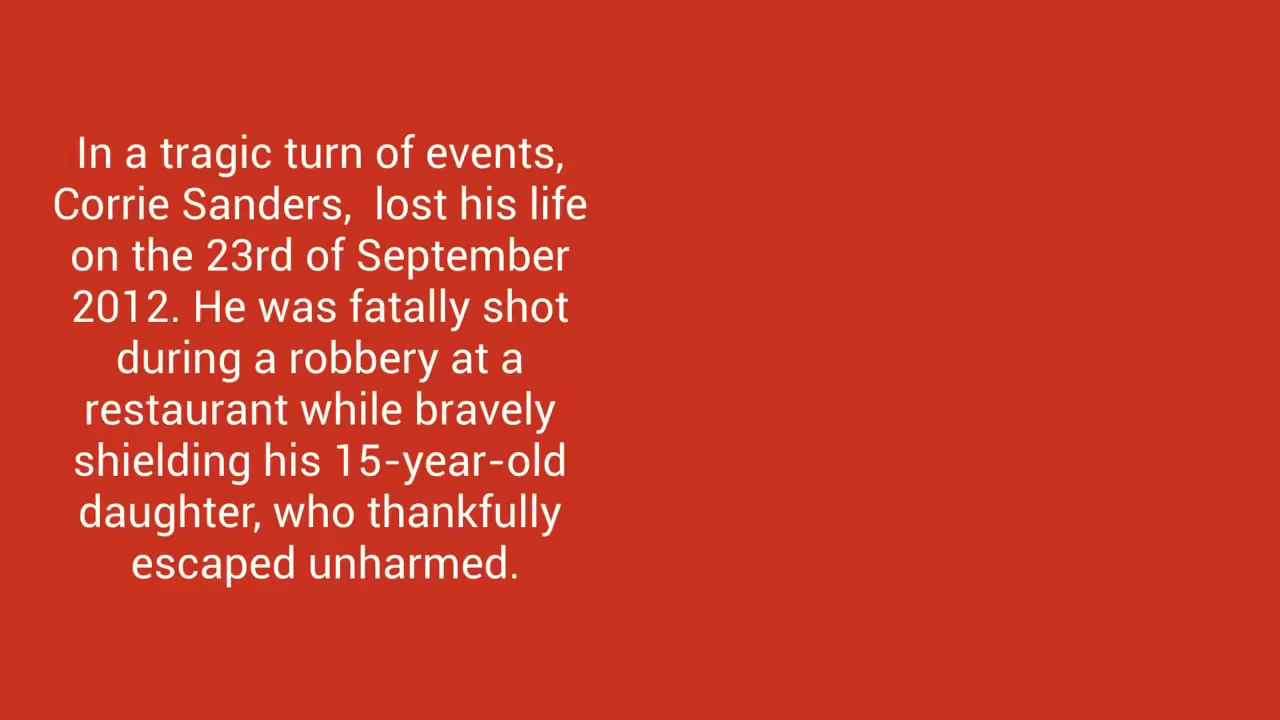 In a tragic turn of events,
Corrie Sanders,  lost his life
on the 23rd of September
2012. He was fatally shot
during a robbery at a
restaurant while bravely
shielding his 15-year-old
daughter, who thankfully
escaped unharmed.